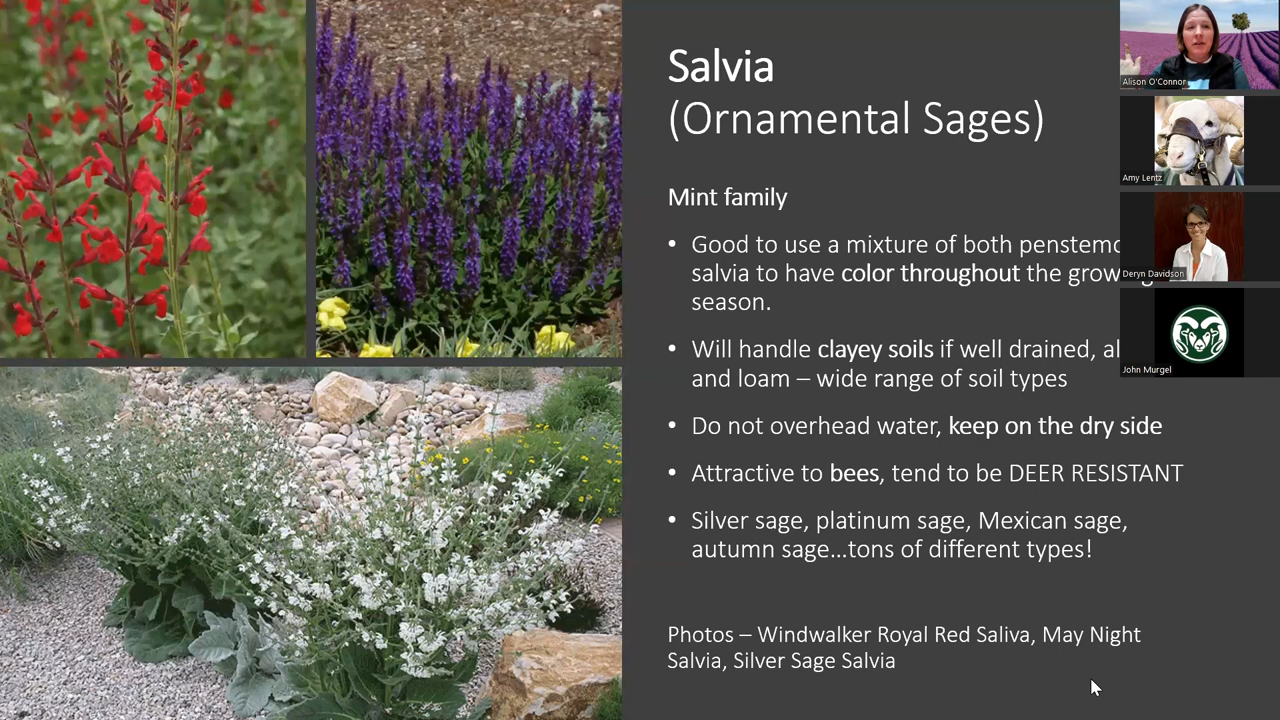 Salvia
(Ornamental Sages)
Mint family
• Good to use a mixture of both
salvia to have color throughout the
season.
• Will handle clayey soils if well drained,
and loam – wide range of soil types
• Do not overhead water, keep on the dry side
• Attractive to bees, tend to be DEER RESISTANT
• Silver sage, platinum sage, Mexican sage,
autumn sage...tons of different types!
Photos – Windwalker Royal Red Saliva, May Night
Salvia, Silver Sage Salvia
Alison O'Connor
Amy Lentz
Deryn Davidson
John Murgel